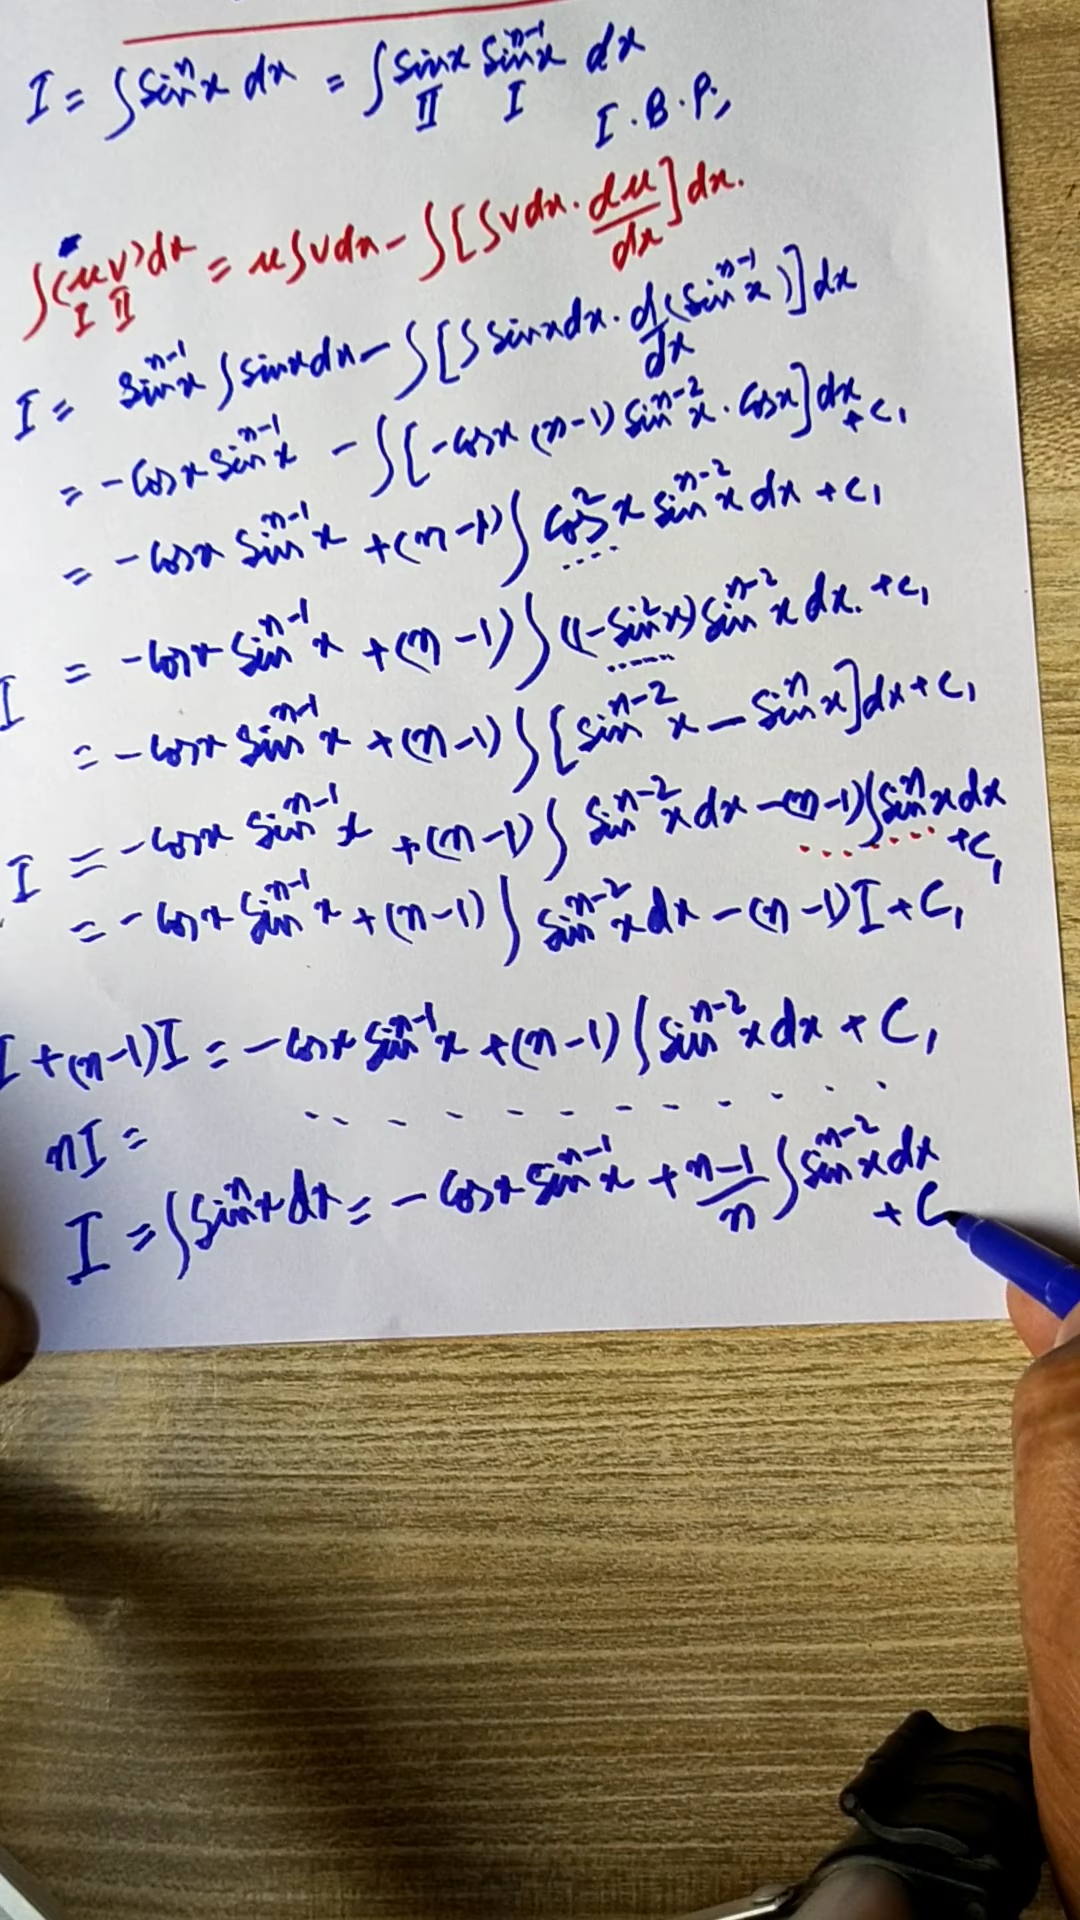 I = ∫ sinⁿx dx = ∫ sinx sinⁿ⁻¹x dx
II I I.B.P;
∫(u v)dx = u∫vdx − ∫[∫vdx · du/dx]dx.
I II
I = sinⁿ⁻¹x ∫ sinxdx − ∫[∫ sinxdx · d/dx(sinⁿ⁻¹x)]dx
= −cosx sinⁿ⁻¹x − ∫[−cosx (n−1) sinⁿ⁻²x · cosx]dx + C₁
= −cosx sinⁿ⁻¹x + (n−1) ∫ cos²x sinⁿ⁻²x dx + C₁
I = −cosx sinⁿ⁻¹x + (n−1) ∫ (1−sin²x) sinⁿ⁻²x dx. + C₁
= −cosx sinⁿ⁻¹x + (n−1) ∫ [sinⁿ⁻²x − sinⁿx]dx + C₁
I = −cosx sinⁿ⁻¹x + (n−1) ∫ sinⁿ⁻²x dx − (n−1) ∫ sinⁿx dx + C₁
= −cosx sinⁿ⁻¹x + (n−1) ∫ sinⁿ⁻²x dx − (n−1) I + C₁
I + (n−1) I = −cosx sinⁿ⁻¹x + (n−1) ∫ sinⁿ⁻²x dx + C₁
nI =
I = ∫ sinⁿx dx = −cosx sinⁿ⁻¹x + n−1/n ∫ sinⁿ⁻²x dx + C